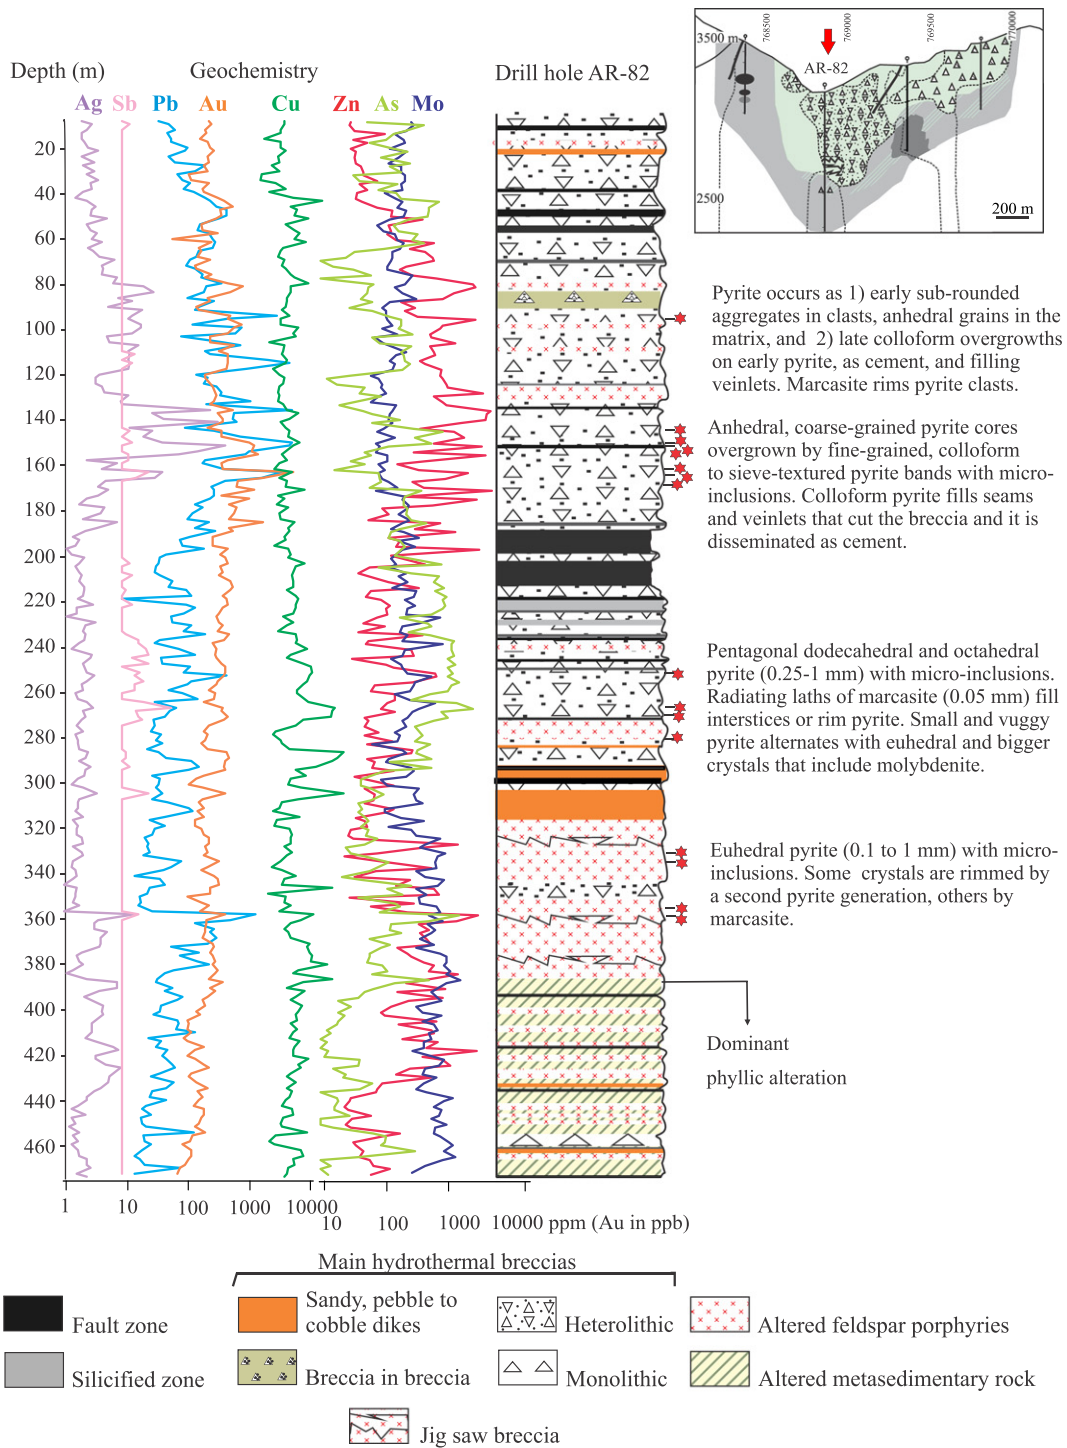 Depth (m)
Geochemistry
Drill hole AR-82
Ag Sb Pb Au Cu Zn As Mo
20
40
60
80
100
120
140
160
180
200
220
240
260
280
300
320
340
360
380
400
420
440
460
1 10 100 1000 10000
10 100 1000 10000 ppm (Au in ppb)
3500 m
2500
768500
769000
769500
770000
AR-82
200 m
Pyrite occurs as 1) early sub-rounded
aggregates in clasts, anhedral grains in the
matrix, and 2) late colloform overgrowths
on early pyrite, as cement, and filling
veinlets. Marcasite rims pyrite clasts.
Anhedral, coarse-grained pyrite cores
overgrown by fine-grained, colloform
to sieve-textured pyrite bands with micro-
inclusions. Colloform pyrite fills seams
and veinlets that cut the breccia and it is
disseminated as cement.
Pentagonal dodecahedral and octahedral
pyrite (0.25-1 mm) with micro-inclusions.
Radiating laths of marcasite (0.05 mm) fill
interstices or rim pyrite. Small and vuggy
pyrite alternates with euhedral and bigger
crystals that include molybdenite.
Euhedral pyrite (0.1 to 1 mm) with micro-
inclusions. Some crystals are rimmed by
a second pyrite generation, others by
marcasite.
Dominant
phyllic alteration
Main hydrothermal breccias
Fault zone
Sandy, pebble to
cobble dikes
Heterolithic
Altered feldspar porphyries
Silicified zone
Breccia in breccia
Monolithic
Altered metasedimentary rock
Jig saw breccia